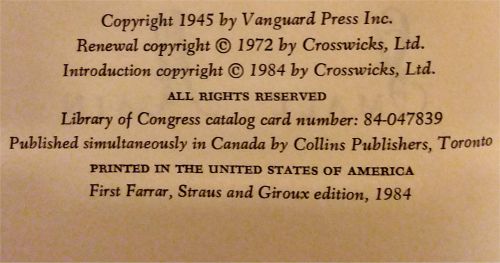 Copyright 1945 by Vanguard Press Inc.
Renewal copyright © 1972 by Crosswicks, Ltd.
Introduction copyright © 1984 by Crosswicks, Ltd.
ALL RIGHTS RESERVED
Library of Congress catalog card number: 84-047839
Published simultaneously in Canada by Collins Publishers, Toronto
PRINTED IN THE UNITED STATES OF AMERICA
First Farrar, Straus and Giroux edition, 1984